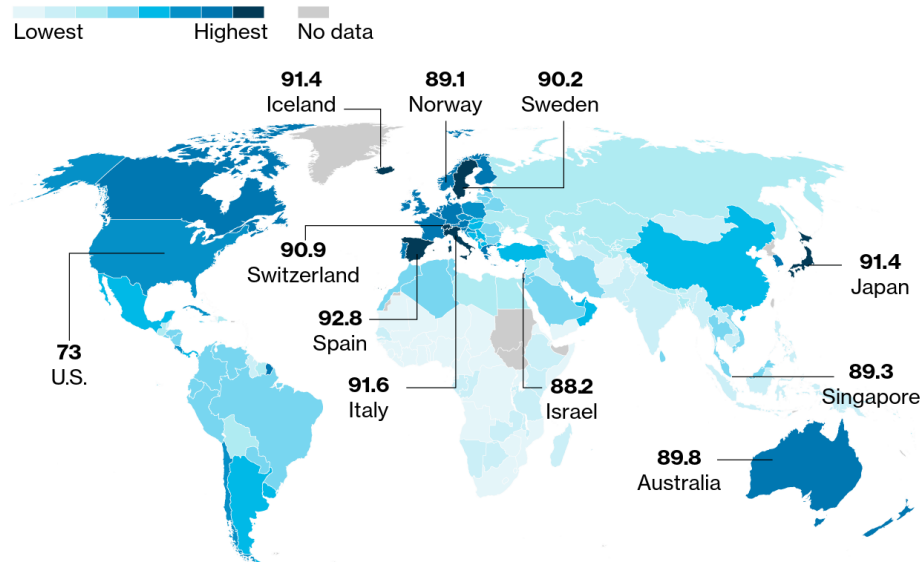 Lowest
Highest
No data
91.4
Iceland
89.1
Norway
90.2
Sweden
90.9
Switzerland
91.4
Japan
92.8
Spain
73
U.S.
91.6
Italy
88.2
Israel
89.3
Singapore
89.8
Australia